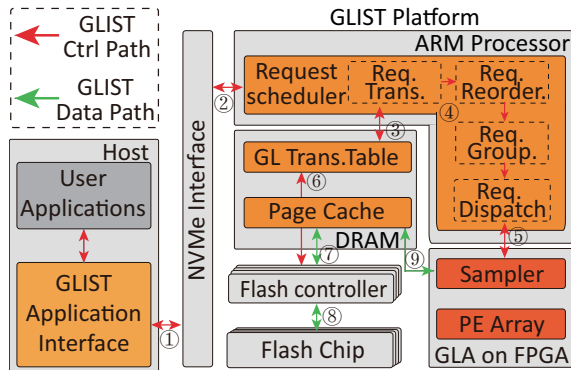 GLIST
Ctrl Path
GLIST
Data Path
Host
User
Applications
GLIST
Application
Interface
①
NVMe Interface
②
GLIST Platform
ARM Processor
Request
scheduler
Req.
Trans.
Req.
Reorder.
④
Req.
Group.
Req.
Dispatch
③
GL Trans.Table
⑥
Page Cache
DRAM
⑦
⑤
⑨
Flash controller
⑧
Flash Chip
Sampler
PE Array
GLA on FPGA